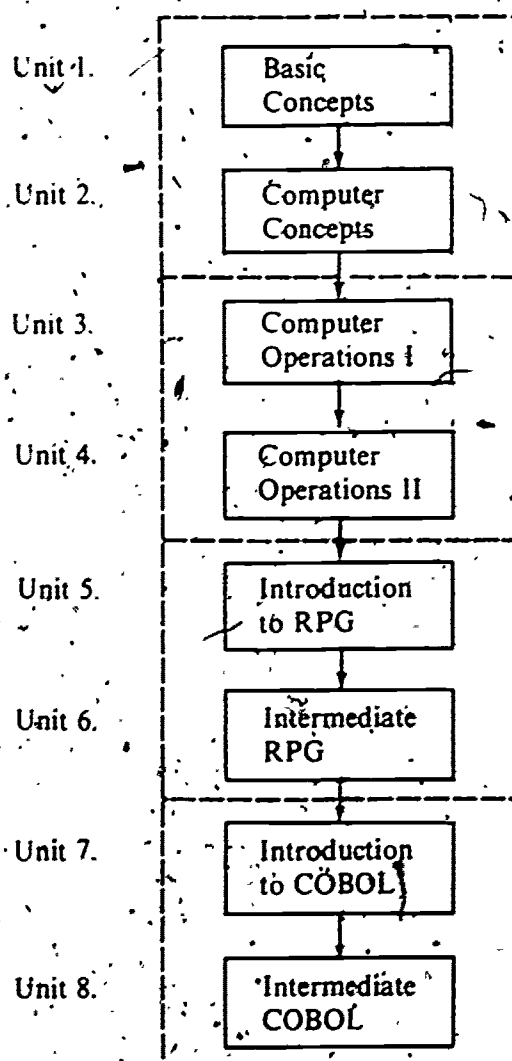 Unit 1.
Basic
Concepts
Unit 2.
Computer
Concepts
Unit 3.
Computer
Operations I
Unit 4.
Computer
Operations II
Unit 5.
Introduction
to RPG
Unit 6.
Intermediate
RPG
Unit 7.
Introduction
to COBOL
Unit 8.
Intermediate
COBOL